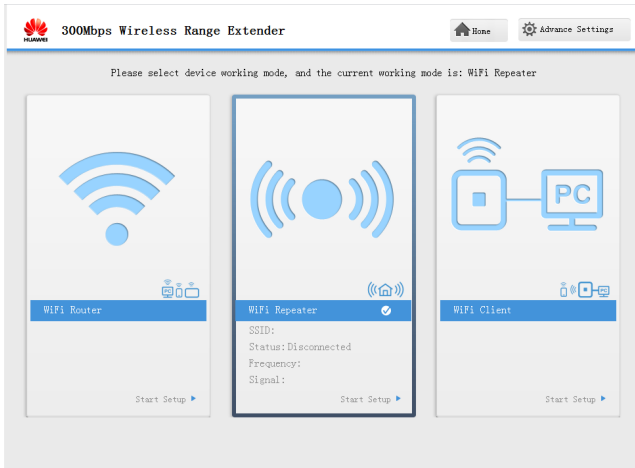 HUAWEI
300Mbps Wireless Range Extender
Home
Advance Settings
Please select device working mode, and the current working mode is: WiFi Repeater
PC
PC
PC
WiFi Router
WiFi Repeater
WiFi Client
SSID:
Status:Disconnected
Frequency:
Signal:
Start Setup
Start Setup
Start Setup